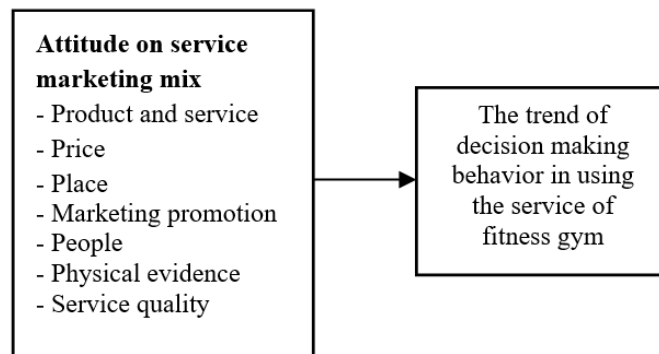 Attitude on service
marketing mix
- Product and service
- Price
- Place
- Marketing promotion
- People
- Physical evidence
- Service quality
The trend of
decision making
behavior in using
the service of
fitness gym